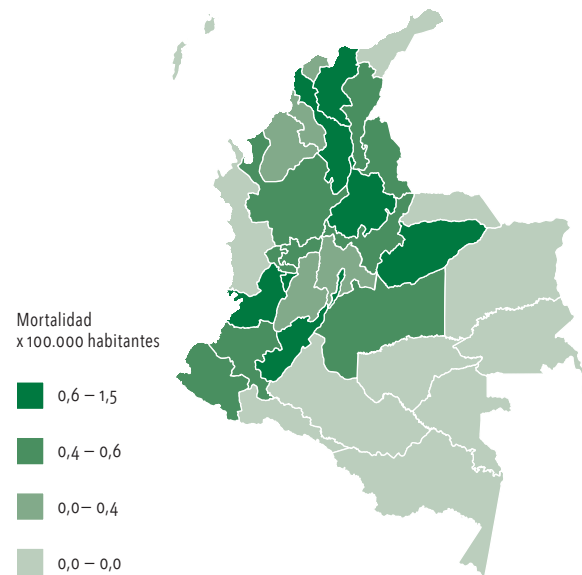 Mortalidad
x 100.000 habitantes
0,6 – 1,5
0,4 – 0,6
0,0– 0,4
0,0 – 0,0